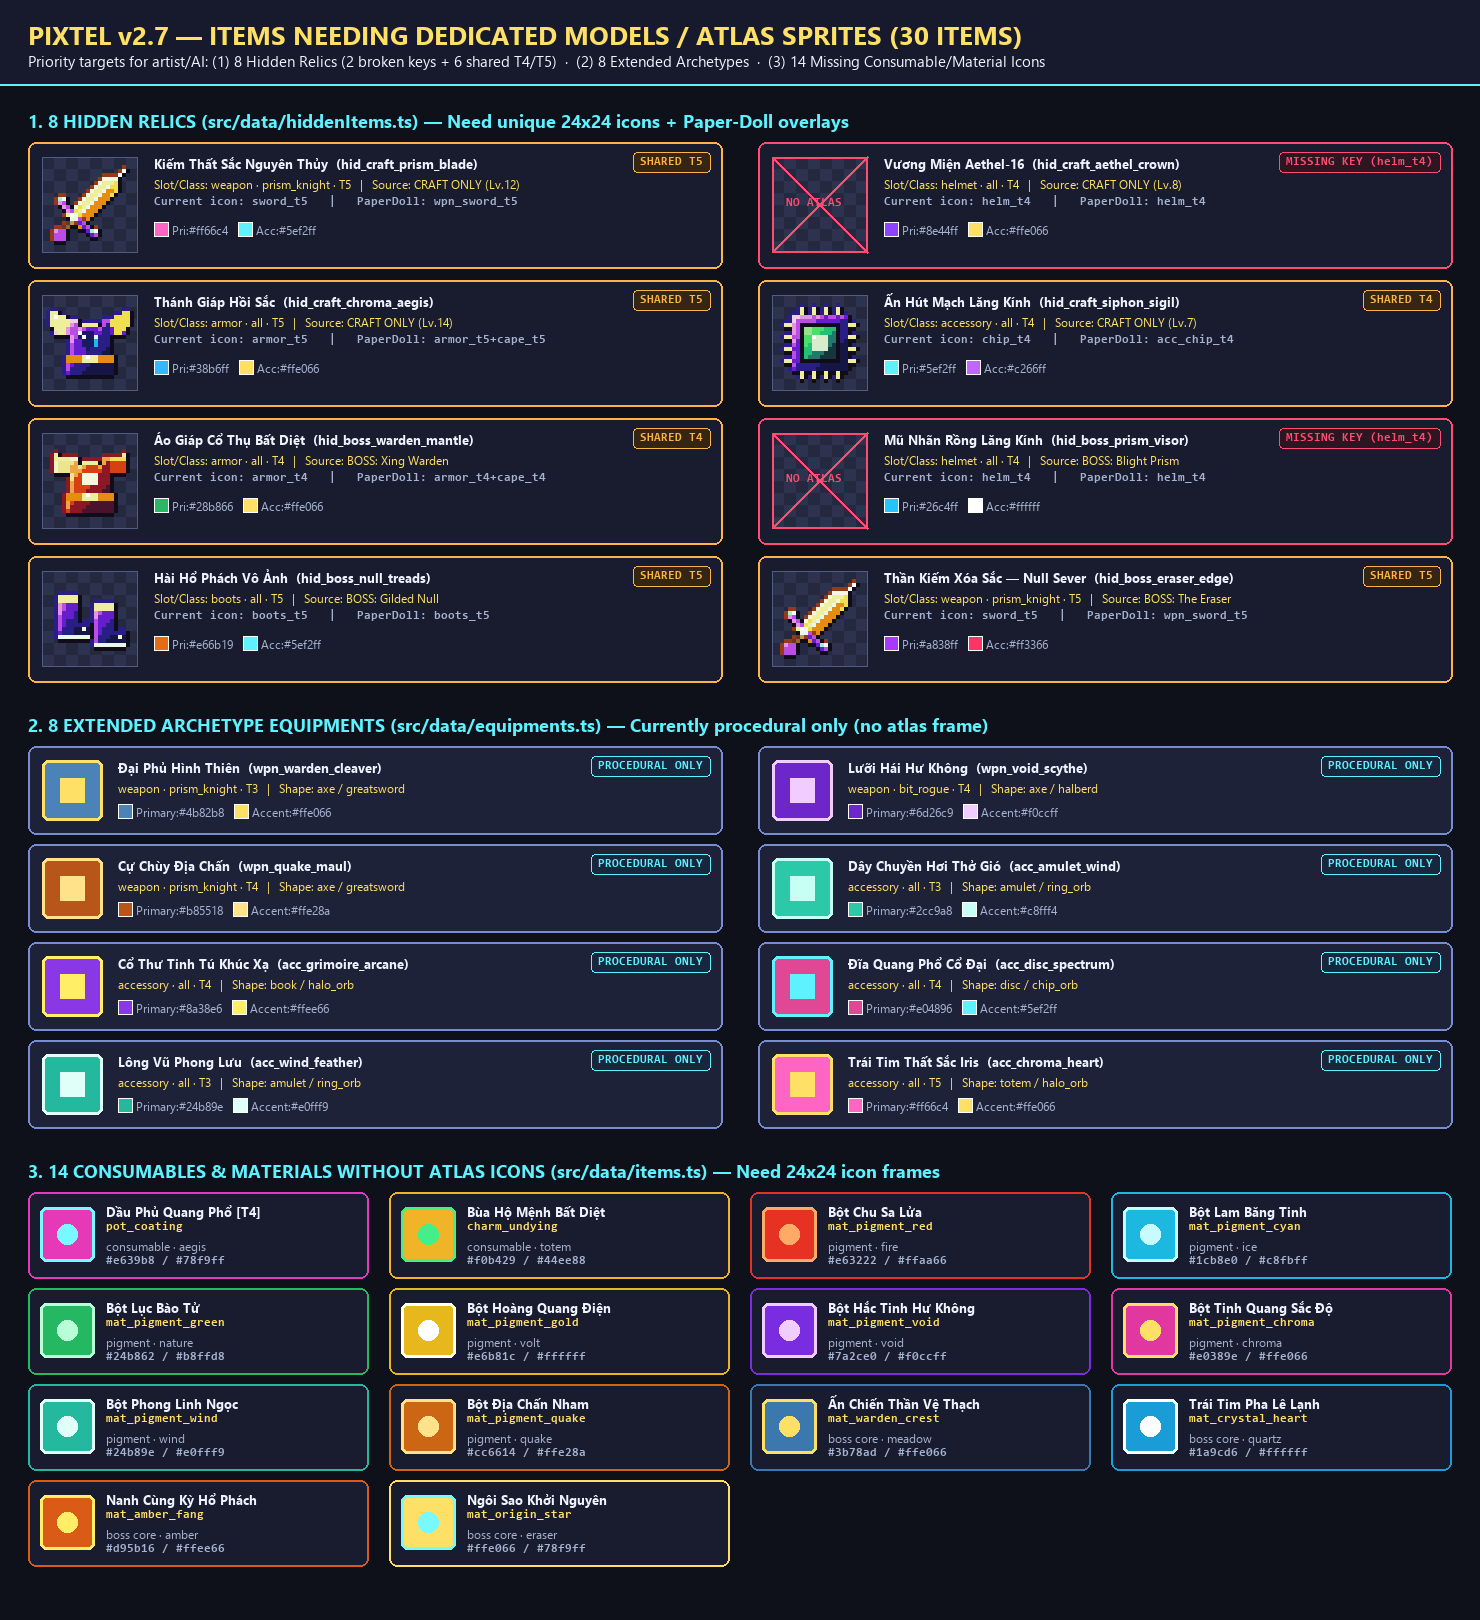 PIXTEL v2.7 — ITEMS NEEDING DEDICATED MODELS / ATLAS SPRITES (30 ITEMS)
Priority targets for artist/AI: (1) 8 Hidden Relics (2 broken keys + 6 shared T4/T5) · (2) 8 Extended Archetypes · (3) 14 Missing Consumable/Material Icons
1. 8 HIDDEN RELICS (src/data/hiddenItems.ts) — Need unique 24x24 icons + Paper-Doll overlays
Kiếm Thất Sắc Nguyên Thủy (hid_craft_prism_blade)
SHARED T5
Slot/Class: weapon · prism_knight · T5 | Source: CRAFT ONLY (Lv.12)
Current icon: sword_t5 | PaperDoll: wpn_sword_t5
Pri:#ff66c4 Acc:#5ef2ff
Vương Miện Aethel-16 (hid_craft_aethel_crown)
MISSING KEY (helm_t4)
Slot/Class: helmet · all · T4 | Source: CRAFT ONLY (Lv.8)
Current icon: helm_t4 | PaperDoll: helm_t4
NO ATLAS
Pri:#8e44ff Acc:#ffe066
Thánh Giáp Hồi Sắc (hid_craft_chroma_aegis)
SHARED T5
Slot/Class: armor · all · T5 | Source: CRAFT ONLY (Lv.14)
Current icon: armor_t5 | PaperDoll: armor_t5+cape_t5
Pri:#38b6ff Acc:#ffe066
Ấn Hút Mạch Lăng Kính (hid_craft_siphon_sigil)
SHARED T4
Slot/Class: accessory · all · T4 | Source: CRAFT ONLY (Lv.7)
Current icon: chip_t4 | PaperDoll: acc_chip_t4
Pri:#5ef2ff Acc:#c266ff
Áo Giáp Cổ Thụ Bất Diệt (hid_boss_warden_mantle)
SHARED T4
Slot/Class: armor · all · T4 | Source: BOSS: Xing Warden
Current icon: armor_t4 | PaperDoll: armor_t4+cape_t4
Pri:#28b866 Acc:#ffe066
Mũ Nhãn Rồng Lăng Kính (hid_boss_prism_visor)
MISSING KEY (helm_t4)
Slot/Class: helmet · all · T4 | Source: BOSS: Blight Prism
Current icon: helm_t4 | PaperDoll: helm_t4
NO ATLAS
Pri:#26c4ff Acc:#ffffff
Hài Hổ Phách Vô Ảnh (hid_boss_null_treads)
SHARED T5
Slot/Class: boots · all · T5 | Source: BOSS: Gilded Null
Current icon: boots_t5 | PaperDoll: boots_t5
Pri:#e66b19 Acc:#5ef2ff
Thần Kiếm Xóa Sắc — Null Sever (hid_boss_eraser_edge)
SHARED T5
Slot/Class: weapon · prism_knight · T5 | Source: BOSS: The Eraser
Current icon: sword_t5 | PaperDoll: wpn_sword_t5
Pri:#a838ff Acc:#ff3366
2. 8 EXTENDED ARCHETYPE EQUIPMENTS (src/data/equipments.ts) — Currently procedural only (no atlas frame)
Đại Phủ Hình Thiên (wpn_warden_cleaver)
PROCEDURAL ONLY
weapon · prism_knight · T3 | Shape: axe / greatsword
Primary:#4b82b8 Accent:#ffe066
Lưỡi Hái Hư Không (wpn_void_scythe)
PROCEDURAL ONLY
weapon · bit_rogue · T4 | Shape: axe / halberd
Primary:#6d26c9 Accent:#f0ccff
Cự Chùy Địa Chấn (wpn_quake_maul)
PROCEDURAL ONLY
weapon · prism_knight · T4 | Shape: axe / greatsword
Primary:#b85518 Accent:#ffe28a
Dây Chuyền Hơi Thở Gió (acc_amulet_wind)
PROCEDURAL ONLY
accessory · all · T3 | Shape: amulet / ring_orb
Primary:#2cc9a8 Accent:#c8fff4
Cổ Thư Tinh Tú Khúc Xạ (acc_grimoire_arcane)
PROCEDURAL ONLY
accessory · all · T4 | Shape: book / halo_orb
Primary:#8a38e6 Accent:#ffee66
Đĩa Quang Phổ Cổ Đại (acc_disc_spectrum)
PROCEDURAL ONLY
accessory · all · T4 | Shape: disc / chip_orb
Primary:#e04896 Accent:#5ef2ff
Lông Vũ Phong Lưu (acc_wind_feather)
PROCEDURAL ONLY
accessory · all · T3 | Shape: amulet / ring_orb
Primary:#24b89e Accent:#e0fff9
Trái Tim Thất Sắc Iris (acc_chroma_heart)
PROCEDURAL ONLY
accessory · all · T5 | Shape: totem / halo_orb
Primary:#ff66c4 Accent:#ffe066
3. 14 CONSUMABLES & MATERIALS WITHOUT ATLAS ICONS (src/data/items.ts) — Need 24x24 icon frames
Dầu Phủ Quang Phổ [T4]
pot_coating
consumable · aegis
#e639b8 / #78f9ff
Bùa Hộ Mệnh Bất Diệt
charm_undying
consumable · totem
#f0b429 / #44ee88
Bột Chu Sa Lửa
mat_pigment_red
pigment · fire
#e63222 / #ffaa66
Bột Lam Băng Tinh
mat_pigment_cyan
pigment · ice
#1cb8e0 / #c8fbff
Bột Lục Bào Tử
mat_pigment_green
pigment · nature
#24b862 / #b8ffd8
Bột Hoàng Quang Điện
mat_pigment_gold
pigment · volt
#e6b81c / #ffffff
Bột Hắc Tinh Hư Không
mat_pigment_void
pigment · void
#7a2ce0 / #f0ccff
Bột Tinh Quang Sắc Độ
mat_pigment_chroma
pigment · chroma
#e0389e / #ffe066
Bột Phong Linh Ngọc
mat_pigment_wind
pigment · wind
#24b89e / #e0fff9
Bột Địa Chấn Nham
mat_pigment_quake
pigment · quake
#cc6614 / #ffe28a
Ấn Chiến Thần Vệ Thạch
mat_warden_crest
boss core · meadow
#3b78ad / #ffe066
Trái Tim Pha Lê Lạnh
mat_crystal_heart
boss core · quartz
#1a9cd6 / #ffffff
Nanh Cùng Kỳ Hổ Phách
mat_amber_fang
boss core · amber
#d95b16 / #ffee66
Ngôi Sao Khởi Nguyên
mat_origin_star
boss core · eraser
#ffe066 / #78f9ff